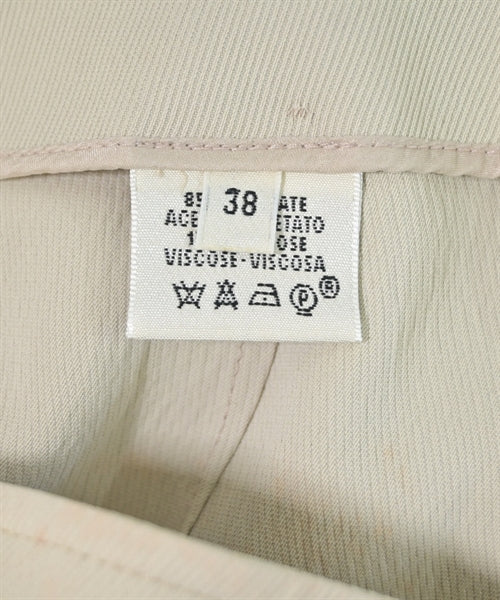 38
85 ATE
ACE ETATO
1 OSE
VISCOSE-VISCOSA
P ®